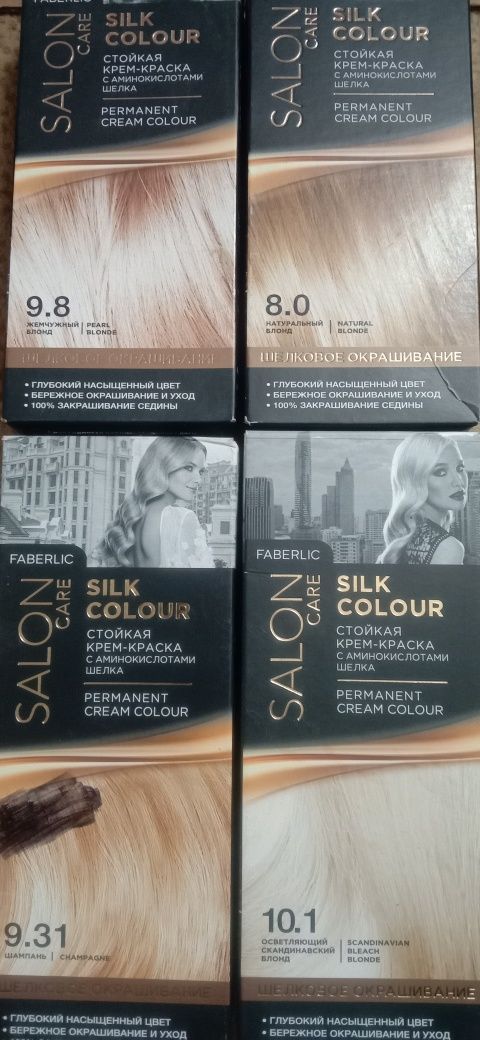 FABERLIC
SALON
CARE
SILK
COLOUR
СТОЙКАЯ
КРЕМ-КРАСКА
С АМИНОКИСЛОТАМИ
ШЕЛКА
PERMANENT
CREAM COLOUR
9.8
ЖЕМЧУЖНЫЙ
БЛОНД
PEARL
BLONDE
ШЕЛКОВОЕ ОКРАШИВАНИЕ
• ГЛУБОКИЙ НАСЫЩЕННЫЙ ЦВЕТ
• БЕРЕЖНОЕ ОКРАШИВАНИЕ И УХОД
• 100% ЗАКРАШИВАНИЕ СЕДИНЫ
SALON
CARE
SILK
COLOUR
СТОЙКАЯ
КРЕМ-КРАСКА
С АМИНОКИСЛОТАМИ
ШЕЛКА
PERMANENT
CREAM COLOUR
8.0
НАТУРАЛЬНЫЙ
БЛОНД
NATURAL
BLONDE
ШЕЛКОВОЕ ОКРАШИВАНИЕ
• ГЛУБОКИЙ НАСЫЩЕННЫЙ ЦВЕТ
• БЕРЕЖНОЕ ОКРАШИВАНИЕ И УХОД
• 100% ЗАКРАШИВАНИЕ СЕДИНЫ
FABERLIC
SALON
CARE
SILK
COLOUR
СТОЙКАЯ
КРЕМ-КРАСКА
С АМИНОКИСЛОТАМИ
ШЕЛКА
PERMANENT
CREAM COLOUR
9.31
ШАМПАНЬ
CHAMPAGNE
ШЕЛКОВОЕ ОКРАШИВАНИЕ
• ГЛУБОКИЙ НАСЫЩЕННЫЙ ЦВЕТ
• БЕРЕЖНОЕ ОКРАШИВАНИЕ И УХОД
FABERLIC
SALON
CARE
SILK
COLOUR
СТОЙКАЯ
КРЕМ-КРАСКА
С АМИНОКИСЛОТАМИ
ШЕЛКА
PERMANENT
CREAM COLOUR
10.1
ОСВЕТЛЯЮЩИЙ
СКАНДИНАВСКИЙ
БЛОНД
SCANDINAVIAN
BLEACH
BLONDE
ШЕЛКОВОЕ ОКРАШИВАНИЕ
• ГЛУБОКИЙ НАСЫЩЕННЫЙ ЦВЕТ
• БЕРЕЖНОЕ ОКРАШИВАНИЕ И УХОД